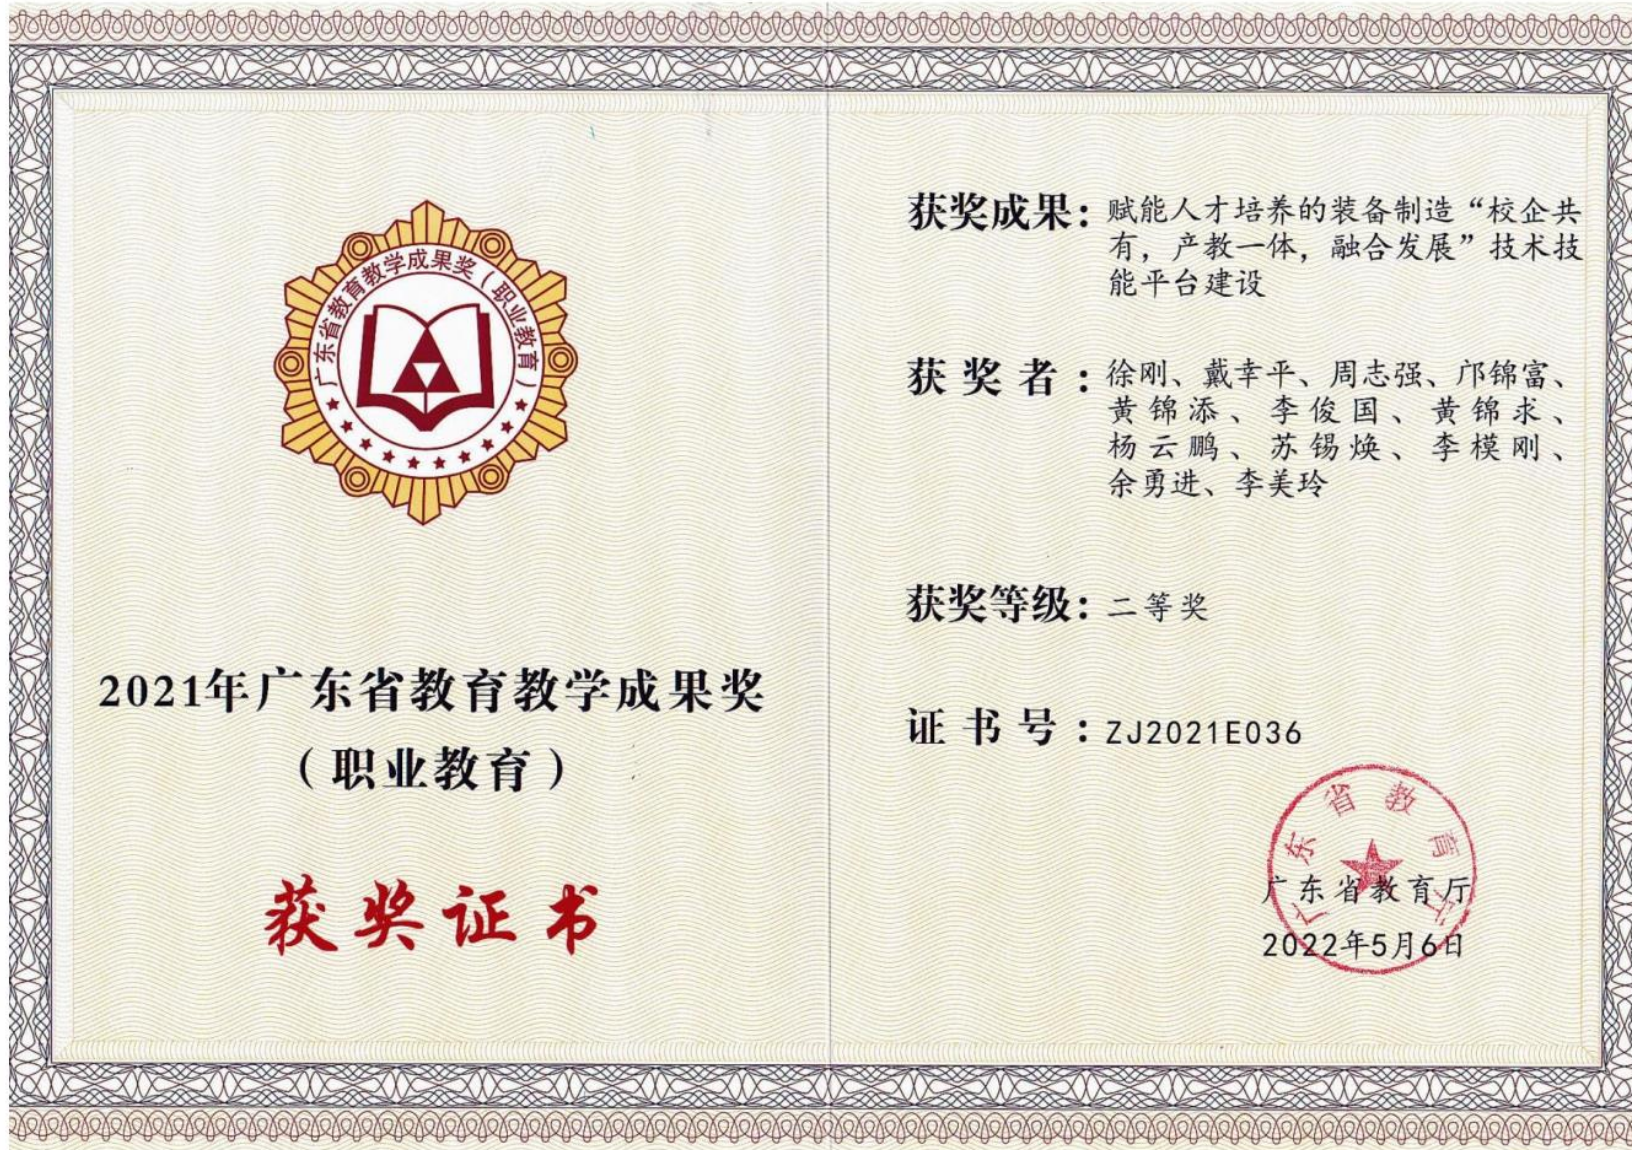 广东省教育教学成果奖（职业教育）
2021年广东省教育教学成果奖
（职业教育）
获奖证书
获奖成果：赋能人才培养的装备制造“校企共
有，产教一体，融合发展”技术技
能平台建设
获奖者：徐刚、戴幸平、周志强、邝锦富、
黄锦添、李俊国、黄锦求、
杨云鹏、苏锡焕、李模刚、
余勇进、李美玲
获奖等级：二等奖
证书号：ZJ2021E036
广东省教育厅
广东省教育厅
2022年5月6日